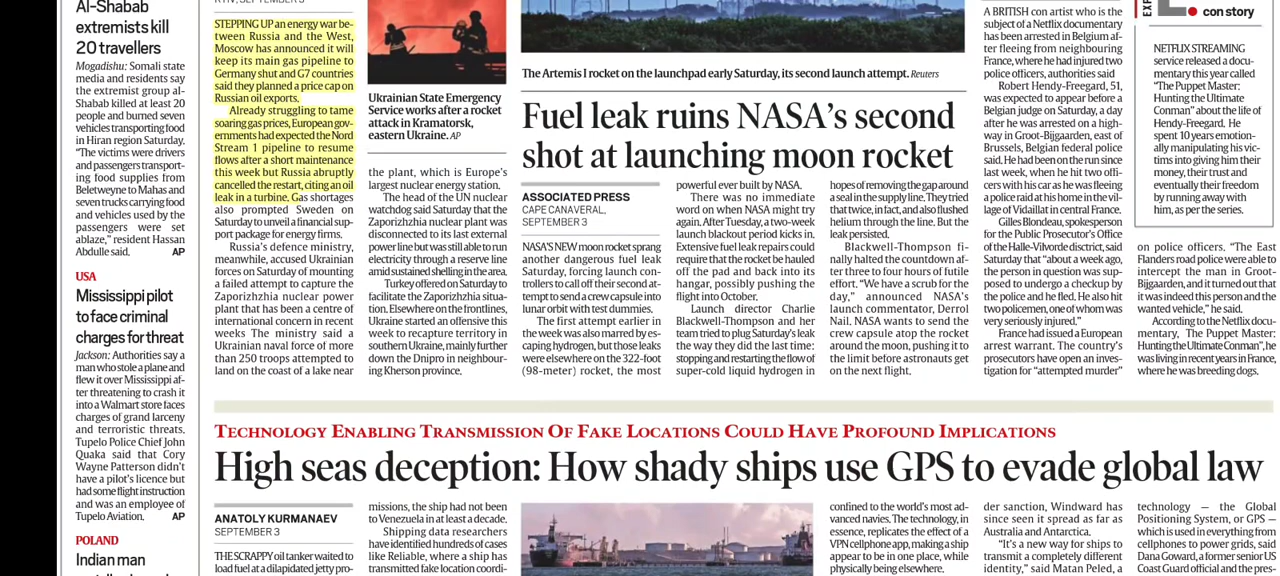 Al-Shabab
extremists kill
20 travellers
Mogadishu: Somali state
media and residents say
the extremist group al-
Shabab killed at least 20
people and burned seven
vehicles transporting food
in Hiran region Saturday.
"The victims were drivers
and passengers transport-
ing food supplies from
Beletweyne to Mahas and
seven trucks carrying food
and vehicles used by the
passengers were set
ablaze," resident Hassan
Abdulle said. AP
USA
Mississippi pilot
to face criminal
charges for threat
Jackson: Authorities say a
man who stole a plane and
flew it over Mississippi af-
ter threatening to crash it
into a Walmart store faces
charges of grand larceny
and terroristic threats.
Tupelo Police Chief John
Quaka said that Cory
Wayne Patterson didn't
have a pilot's licence but
had some flight instruction
and was an employee of
Tupelo Aviation. AP
POLAND
Indian man
STEPPING UP an energy war be-
tween Russia and the West,
Moscow has announced it will
keep its main gas pipeline to
Germany shut and G7 countries
said they planned a price cap on
Russian oil exports.
Already struggling to tame
soaring gas prices, European gov-
ernments had expected the Nord
Stream 1 pipeline to resume
flows after a short maintenance
this week but Russia abruptly
cancelled the restart, citing an oil
leak in a turbine. Gas shortages
also prompted Sweden on
Saturday to unveil a financial sup-
port package for energy firms.
Russia's defence ministry,
meanwhile, accused Ukrainian
forces on Saturday of mounting
a failed attempt to capture the
Zaporizhzhia nuclear power
plant that has been a centre of
international concern in recent
weeks The ministry said a
Ukrainian naval force of more
than 250 troops attempted to
land on the coast of a lake near
Ukrainian State Emergency
Service works after a rocket
attack in Kramatorsk,
eastern Ukraine. AP
the plant, which is Europe's
largest nuclear energy station.
The head of the UN nuclear
watchdog said Saturday that the
Zaporizhzhia nuclear plant was
disconnected to its last external
power line but was still able to run
electricity through a reserve line
amid sustained shelling in the area.
Turkey offered on Saturday to
facilitate the Zaporizhzhia situa-
tion. Elsewhere on the frontlines,
Ukraine started an offensive this
week to recapture territory in
southern Ukraine, mainly further
down the Dnipro in neighbour-
ing Kherson province.
The Artemis I rocket on the launchpad early Saturday, its second launch attempt. Reuters
Fuel leak ruins NASA's second
shot at launching moon rocket
ASSOCIATED PRESS
CAPE CANAVERAL,
SEPTEMBER 3
NASA'S NEW moon rocket sprang
another dangerous fuel leak
Saturday, forcing launch con-
trollers to call off their second at-
tempt to send a crew capsule into
lunar orbit with test dummies.
The first attempt earlier in
the week was also marred by es-
caping hydrogen, but those leaks
were elsewhere on the 322-foot
(98-meter) rocket, the most
powerful ever built by NASA.
There was no immediate
word on when NASA might try
again. After Tuesday, a two-week
launch blackout period kicks in.
Extensive fuel leak repairs could
require that the rocket be hauled
off the pad and back into its
hangar, possibly pushing the
flight into October.
Launch director Charlie
Blackwell-Thompson and her
team tried to plug Saturday's leak
the way they did the last time:
stopping and restarting the flow of
super-cold liquid hydrogen in
hopes of removing the gap around
a seal in the supply line. They tried
that twice, in fact, and also flushed
helium through the line. But the
leak persisted.
Blackwell-Thompson fi-
nally halted the countdown af-
ter three to four hours of futile
effort. "We have a scrub for the
day," announced NASA's
launch commentator, Derrol
Nail. NASA wants to send the
crew capsule atop the rocket
around the moon, pushing it to
the limit before astronauts get
on the next flight.
A BRITISH con artist who is the
subject of a Netflix documentary
has been arrested in Belgium af-
ter fleeing from neighbouring
France, where he had injured two
police officers, authorities said
Robert Hendy-Freegard, 51,
was expected to appear before a
Belgian judge on Saturday, a day
after he was arrested on a high-
way in Groot-Bijgaarden, east of
Brussels, Belgian federal police
said. He had been on the run since
last week, when he hit two offi-
cers with his car as he was fleeing
a police raid at his home in the vil-
lage of Vidaillat in central France.
Gilles Blondeau, spokesperson
for the Public Prosecutor's Office
of the Halle-Vilvorde discrict, said
Saturday that "about a week ago,
the person in question was sup-
posed to undergo a checkup by
the police and he fled. He also hit
two policemen, one of whom was
very seriously injured."
France had issued a European
arrest warrant. The country's
prosecutors have open an inves-
tigation for "attempted murder"
con story
NETFLIX STREAMING
service released a docu-
mentary this year called
"The Puppet Master:
Hunting the Ultimate
Conman" about the life of
Hendy-Freegard. He
spent 10 years emotion-
ally manipulating his vic-
tims into giving him their
money, their trust and
eventually their freedom
by running away with
him, as per the series.
on police officers. "The East
Flanders road police were able to
intercept the man in Groot-
Bijgaarden, and it turned out that
it was indeed this person and the
wanted vehicle," he said.
According to the Netflix docu-
mentary, The Puppet Master:
Hunting the Ultimate Conman", he
was living in recent years in France,
where he was breeding dogs.
TECHNOLOGY ENABLING TRANSMISSION OF FAKE LOCATIONS COULD HAVE PROFOUND IMPLICATIONS
High seas deception: How shady ships use GPS to evade global law
ANATOLY KURMANAEV
SEPTEMBER 3
THE SCRAPPY oil tanker waited to
load fuel at a dilapidated jetty pro-
missions, the ship had not been
to Venezuela in at least a decade.
Shipping data researchers
have identified hundreds of cases
like Reliable, where a ship has
transmitted fake location coordi-
confined to the world's most ad-
vanced navies. The technology, in
essence, replicates the effect of a
VPN cellphone app, making a ship
appear to be in one place, while
physically being elsewhere.
der sanction, Windward has
since seen it spread as far as
Australia and Antarctica.
"It's a new way for ships to
transmit a completely different
identity," said Matan Peled, a
technology — the Global
Positioning System, or GPS —
which is used in everything from
cellphones to power grids, said
Dana Goward, a former senior US
Coast Guard official and the pres-